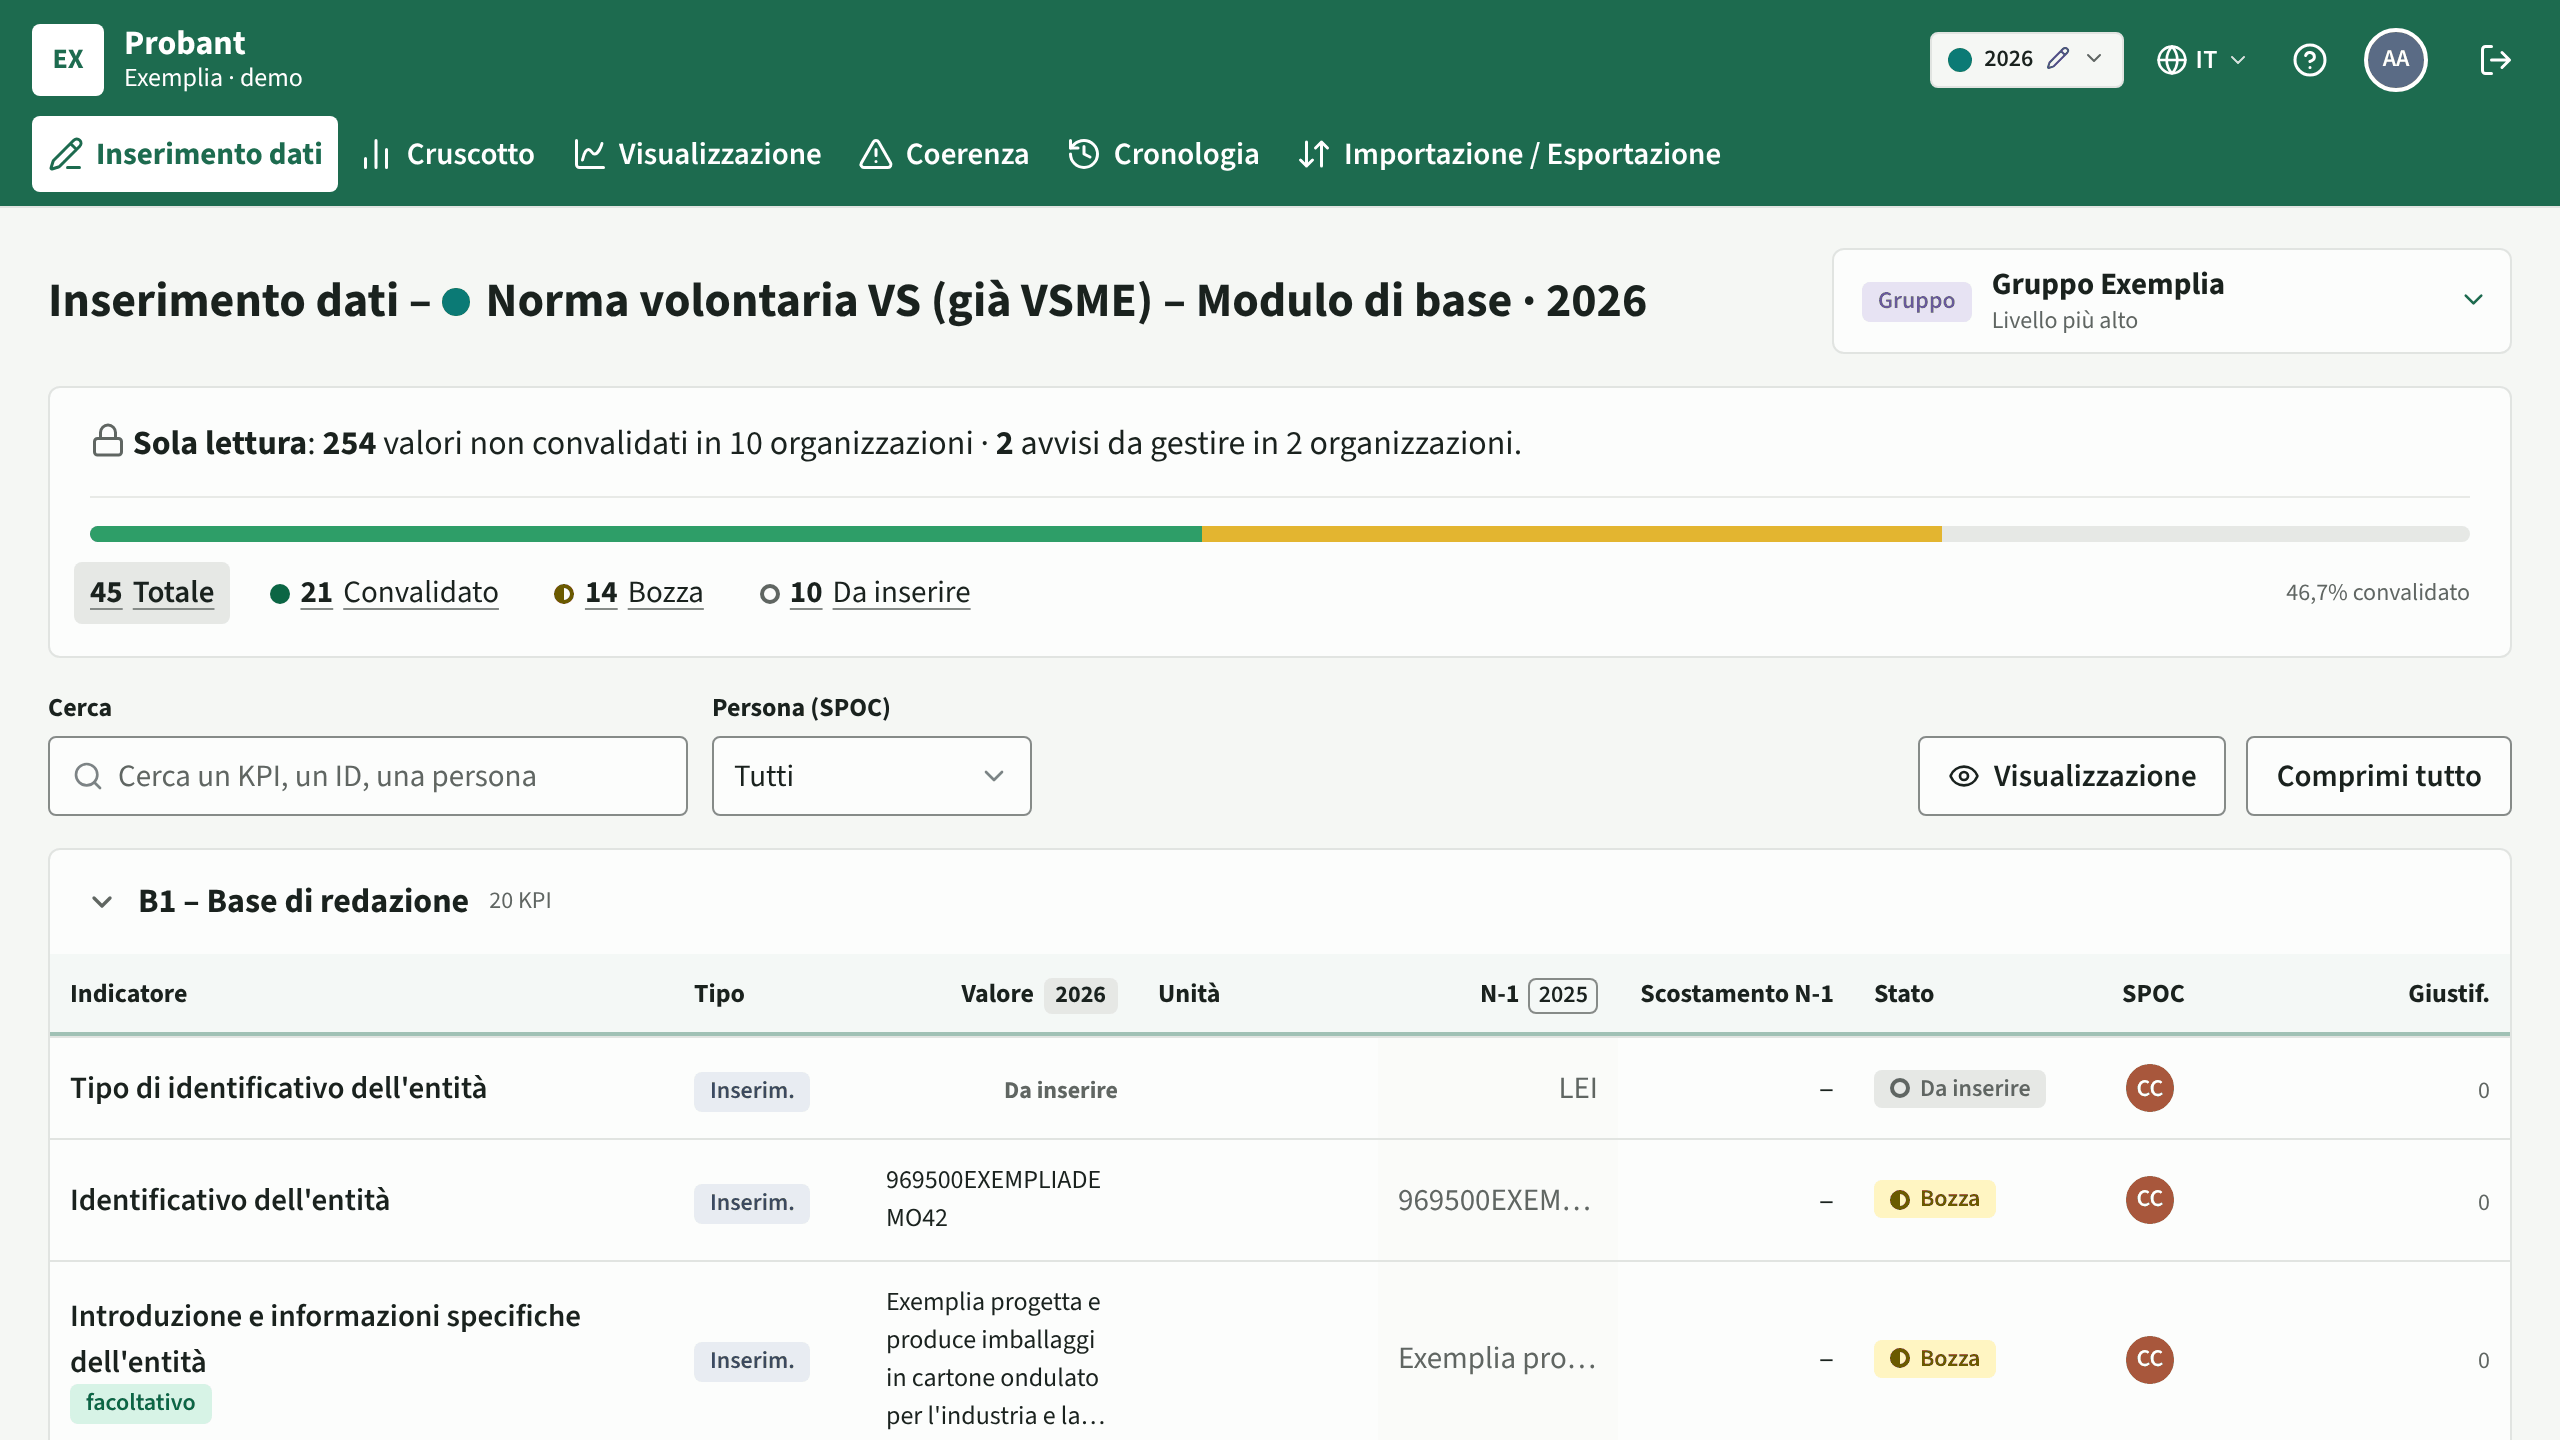 EX
Probant
Exemplia · demo
2026
IT
AA
Inserimento dati
Cruscotto
Visualizzazione
Coerenza
Cronologia
Importazione / Esportazione
Inserimento dati – Norma volontaria VS (già VSME) – Modulo di base · 2026
Gruppo
Gruppo Exemplia
Livello più alto
Sola lettura: 254 valori non convalidati in 10 organizzazioni · 2 avvisi da gestire in 2 organizzazioni.
45 Totale
21 Convalidato
14 Bozza
10 Da inserire
46,7% convalidato
Cerca
Persona (SPOC)
Cerca un KPI, un ID, una persona
Tutti
Visualizzazione
Comprimi tutto
B1 – Base di redazione 20 KPI
Indicatore Tipo Valore 2026 Unità N-1 2025 Scostamento N-1 Stato SPOC Giustif.
Tipo di identificativo dell'entità Inserim. Da inserire LEI – Da inserire CC 0
Identificativo dell'entità Inserim. 969500EXEMPLIADE
MO42
969500EXEM… – Bozza CC 0
Introduzione e informazioni specifiche
dell'entità
facoltativo
Inserim.
Exemplia progetta e
produce imballaggi
in cartone ondulato
per l'industria e la…
Exemplia pro… – Bozza CC 0